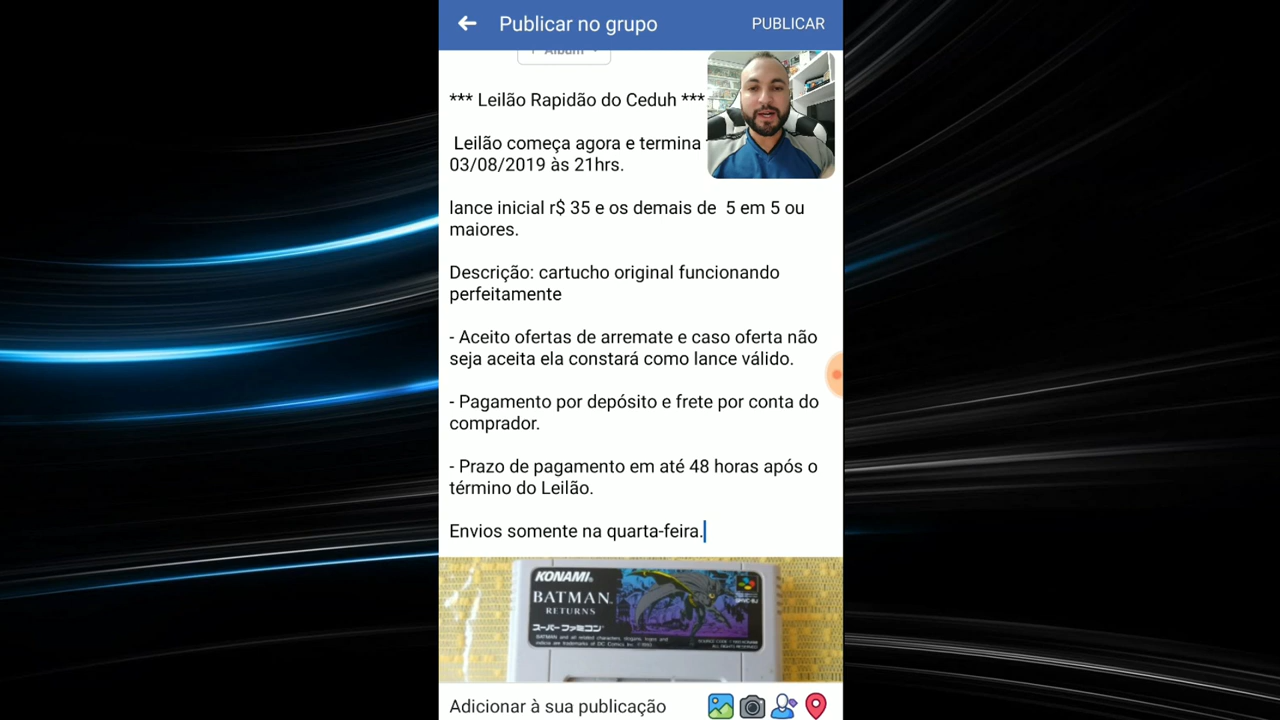 Publicar no grupo
PUBLICAR
Álbum
*** Leilão Rapidão do Ceduh ***
Leilão começa agora e termina
03/08/2019 às 21hrs.
lance inicial r$ 35 e os demais de  5 em 5 ou
maiores.
Descrição: cartucho original funcionando
perfeitamente
- Aceito ofertas de arremate e caso oferta não
seja aceita ela constará como lance válido.
- Pagamento por depósito e frete por conta do
comprador.
- Prazo de pagamento em até 48 horas após o
término do Leilão.
Envios somente na quarta-feira.
KONAMI
BATMAN
RETURNS
スーパーファミコン
Adicionar à sua publicação